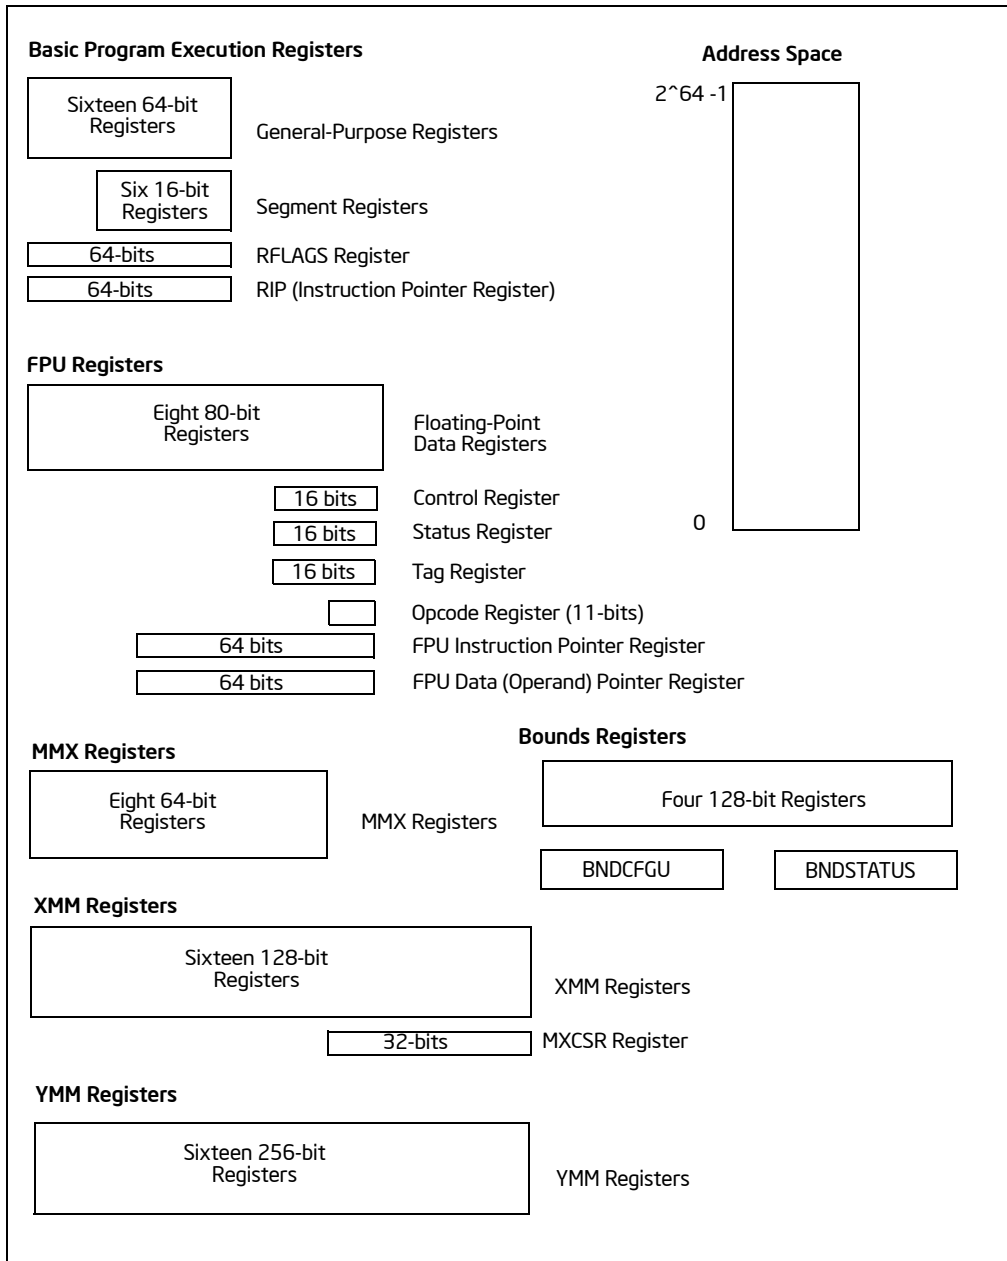 Basic Program Execution Registers
Address Space
2^64 -1
Sixteen 64-bit
Registers
General-Purpose Registers
Six 16-bit
Registers
Segment Registers
64-bits
RFLAGS Register
64-bits
RIP (Instruction Pointer Register)
FPU Registers
Eight 80-bit
Registers
Floating-Point
Data Registers
16 bits
Control Register
0
16 bits
Status Register
16 bits
Tag Register
Opcode Register (11-bits)
64 bits
FPU Instruction Pointer Register
64 bits
FPU Data (Operand) Pointer Register
MMX Registers
Eight 64-bit
Registers
MMX Registers
Bounds Registers
Four 128-bit Registers
BNDCFGU
BNDSTATUS
XMM Registers
Sixteen 128-bit
Registers
XMM Registers
32-bits
MXCSR Register
YMM Registers
Sixteen 256-bit
Registers
YMM Registers